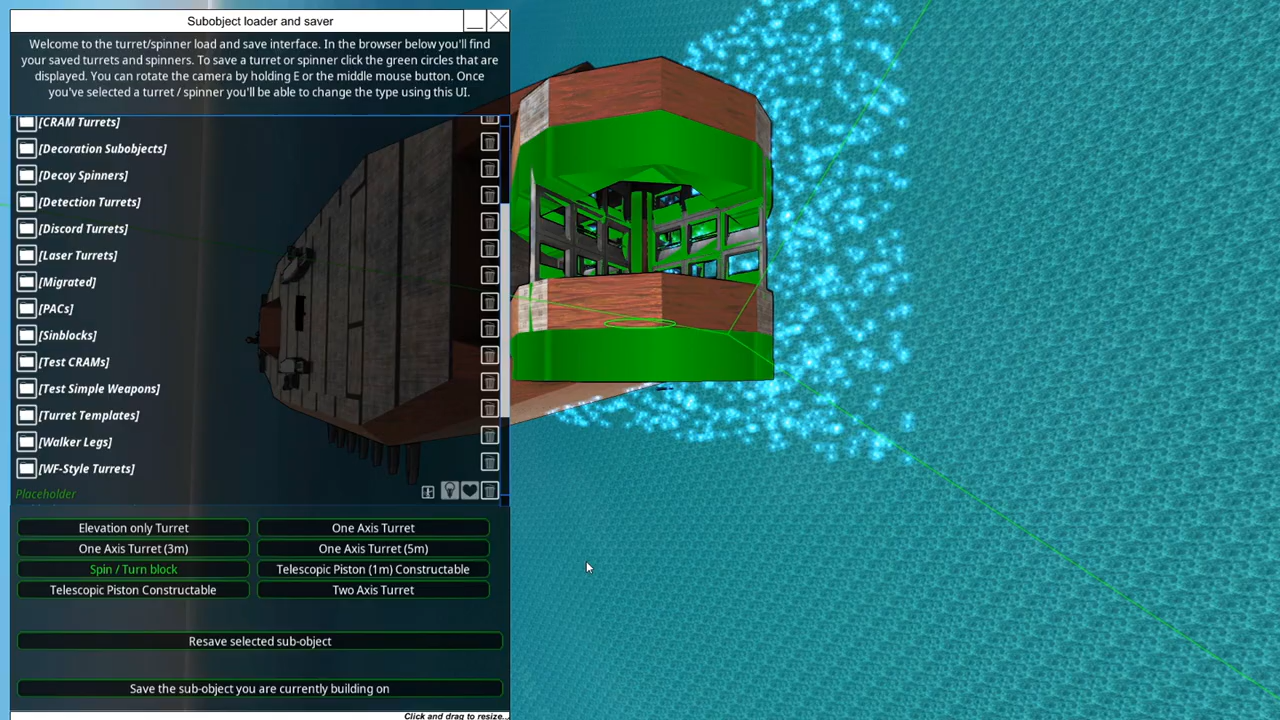 Subobject loader and saver
Welcome to the turret/spinner load and save interface. In the browser below you'll find
your saved turrets and spinners. To save a turret or spinner click the green circles that are
displayed. You can rotate the camera by holding E or the middle mouse button. Once
you've selected a turret / spinner you'll be able to change the type using this UI.
[CRAM Turrets]
[Decoration Subobjects]
[Decoy Spinners]
[Detection Turrets]
[Discord Turrets]
[Laser Turrets]
[Migrated]
[PACs]
[Sinblocks]
[Test CRAMs]
[Test Simple Weapons]
[Turret Templates]
[Walker Legs]
[WF-Style Turrets]
Placeholder
Elevation only Turret
One Axis Turret
One Axis Turret (3m)
One Axis Turret (5m)
Spin / Turn block
Telescopic Piston (1m) Constructable
Telescopic Piston Constructable
Two Axis Turret
Resave selected sub-object
Save the sub-object you are currently building on
Click and drag to resize...